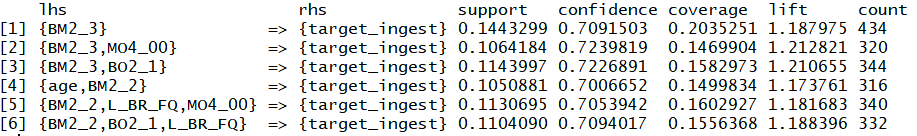 lhs rhs support confidence coverage lift count
[1] {BM2_3} => {target_ingest} 0.1443299 0.7091503 0.2035251 1.187975 434
[2] {BM2_3,MO4_00} => {target_ingest} 0.1064184 0.7239819 0.1469904 1.212821 320
[3] {BM2_3,BO2_1} => {target_ingest} 0.1143997 0.7226891 0.1582973 1.210655 344
[4] {age,BM2_2} => {target_ingest} 0.1050881 0.7006652 0.1499834 1.173761 316
[5] {BM2_2,L_BR_FQ,MO4_00} => {target_ingest} 0.1130695 0.7053942 0.1602927 1.181683 340
[6] {BM2_2,BO2_1,L_BR_FQ} => {target_ingest} 0.1104090 0.7094017 0.1556368 1.188396 332